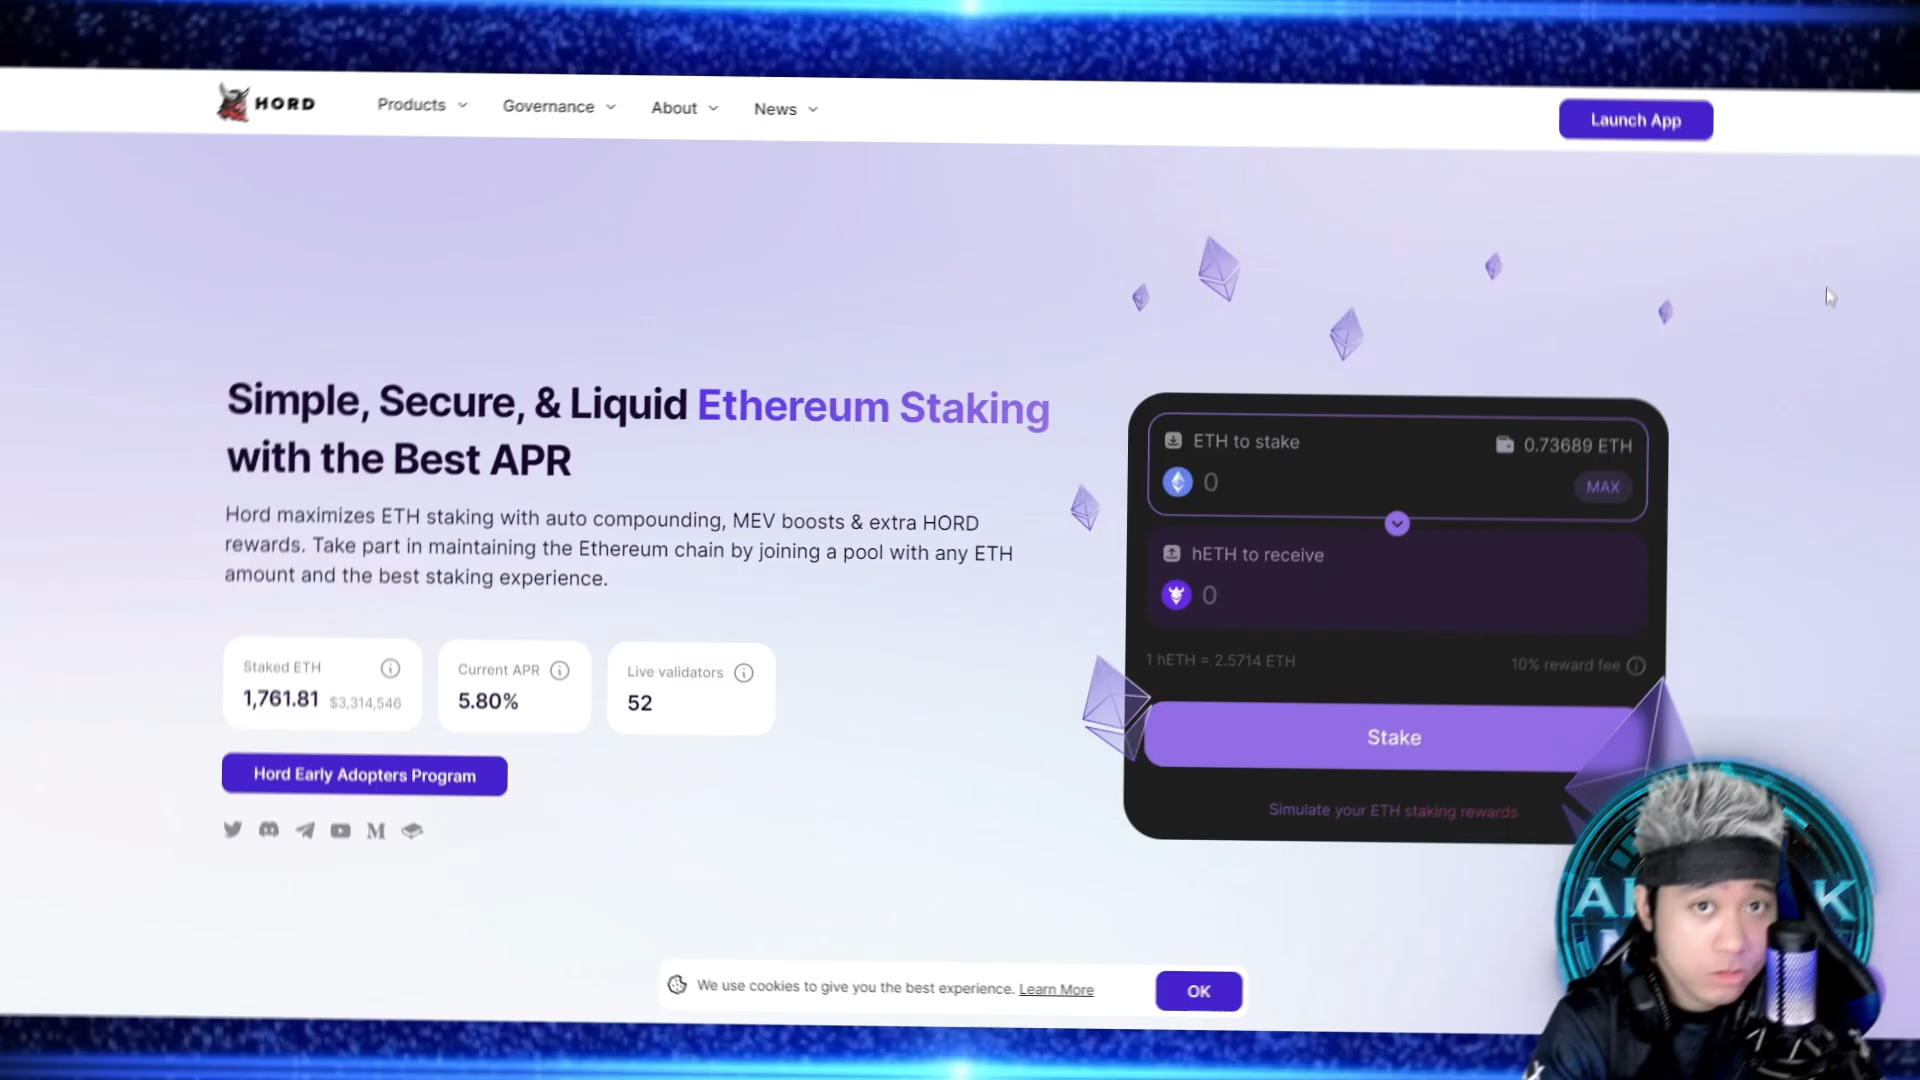 HORD
Products
Governance
About
News
Launch App
Simple, Secure, & Liquid Ethereum Staking
with the Best APR
Hord maximizes ETH staking with auto compounding, MEV boosts & extra HORD
rewards. Take part in maintaining the Ethereum chain by joining a pool with any ETH
amount and the best staking experience.
Staked ETH
1,761.81 $3,314,546
Current APR
5.80%
Live validators
52
Hord Early Adopters Program
ETH to stake
0.73689 ETH
0
MAX
hETH to receive
0
1 hETH = 2.5714 ETH
10% reward fee
Stake
Simulate your ETH staking rewards
We use cookies to give you the best experience. Learn More
OK